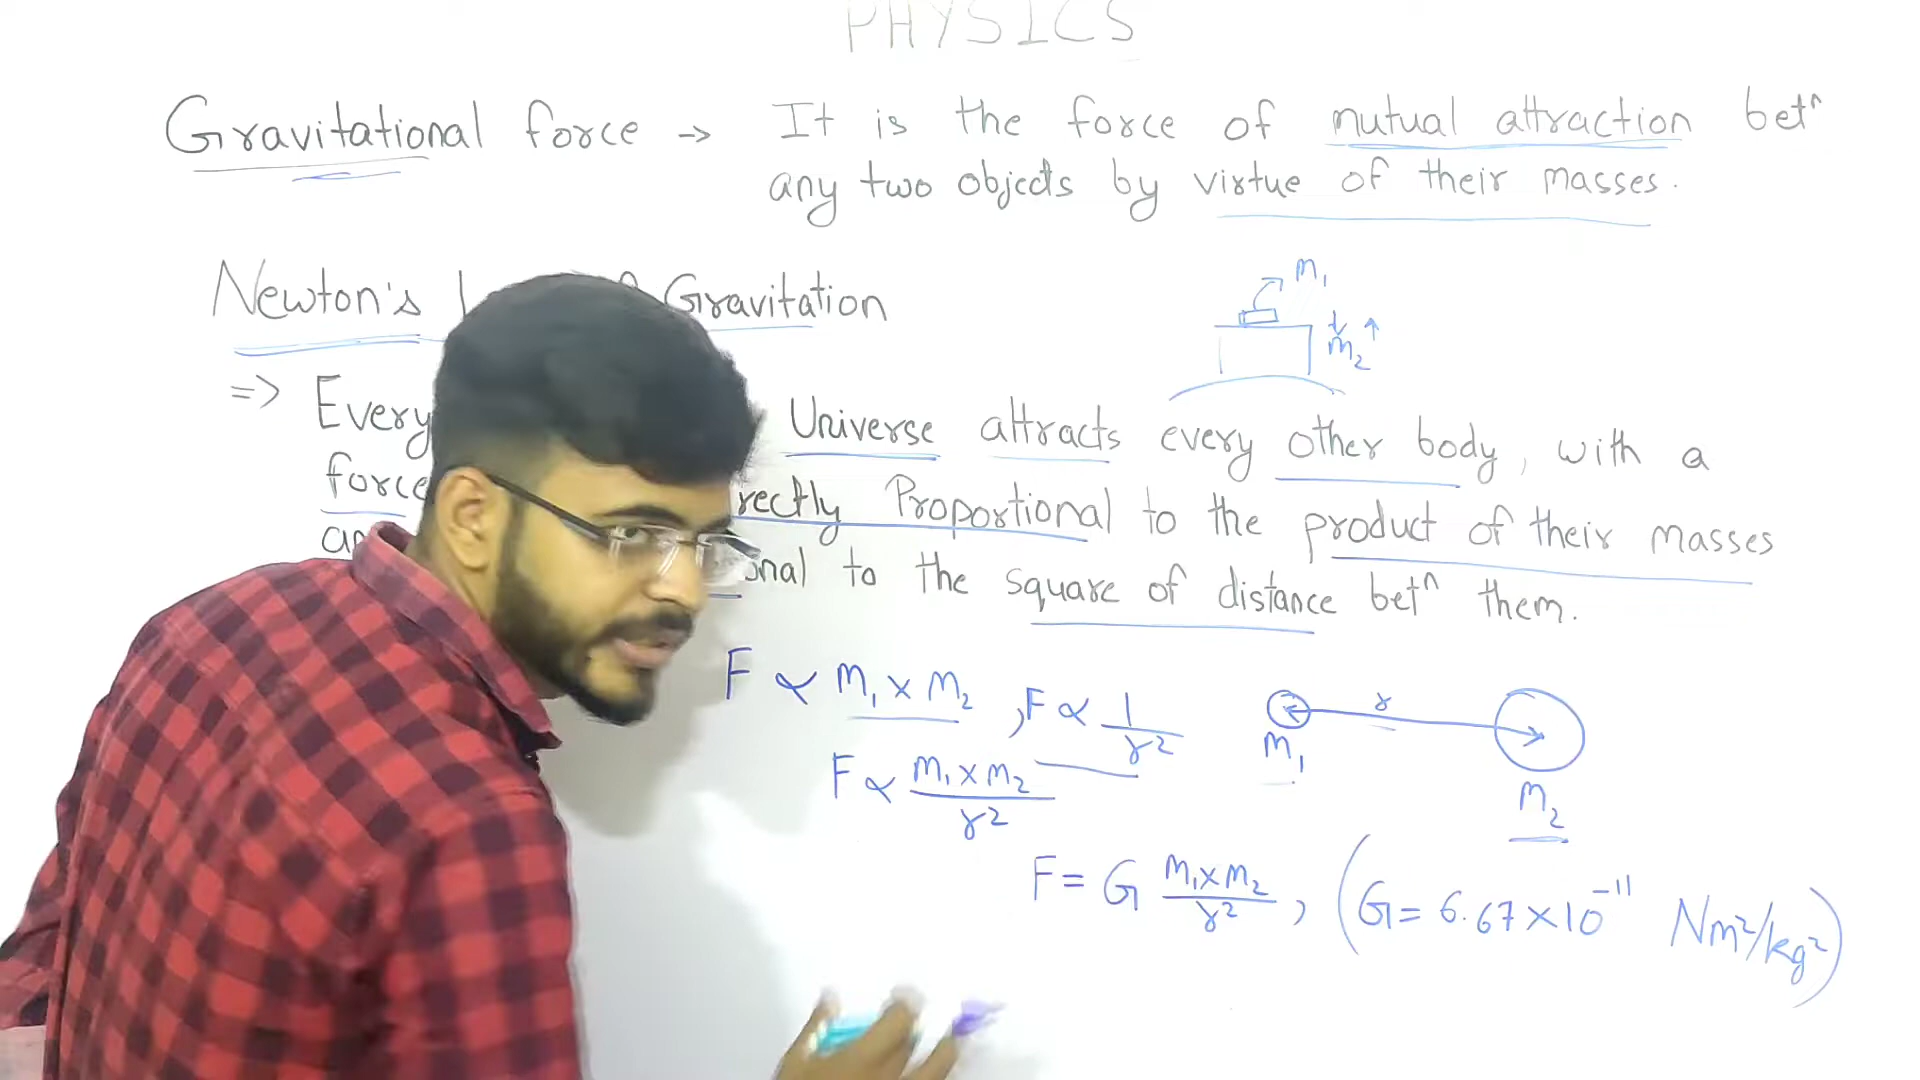 PHYSICS
Gravitational force → It is the force of mutual attraction betⁿ
any two objects by virtue of their masses.
Newton's Gravitation
M₁
m₂ ↑
=> Every Universe attracts every other body, with a
force rectly Proportional to the product of their masses
onal to the square of distance betⁿ them.
F ∝ M₁ x M₂ , F ∝ 1/r²
r
M₁
M₂
F ∝ M₁ x M₂ / r²
F = G M₁ x M₂ / r² , (G = 6.67 x 10⁻¹¹ Nm²/kg²)